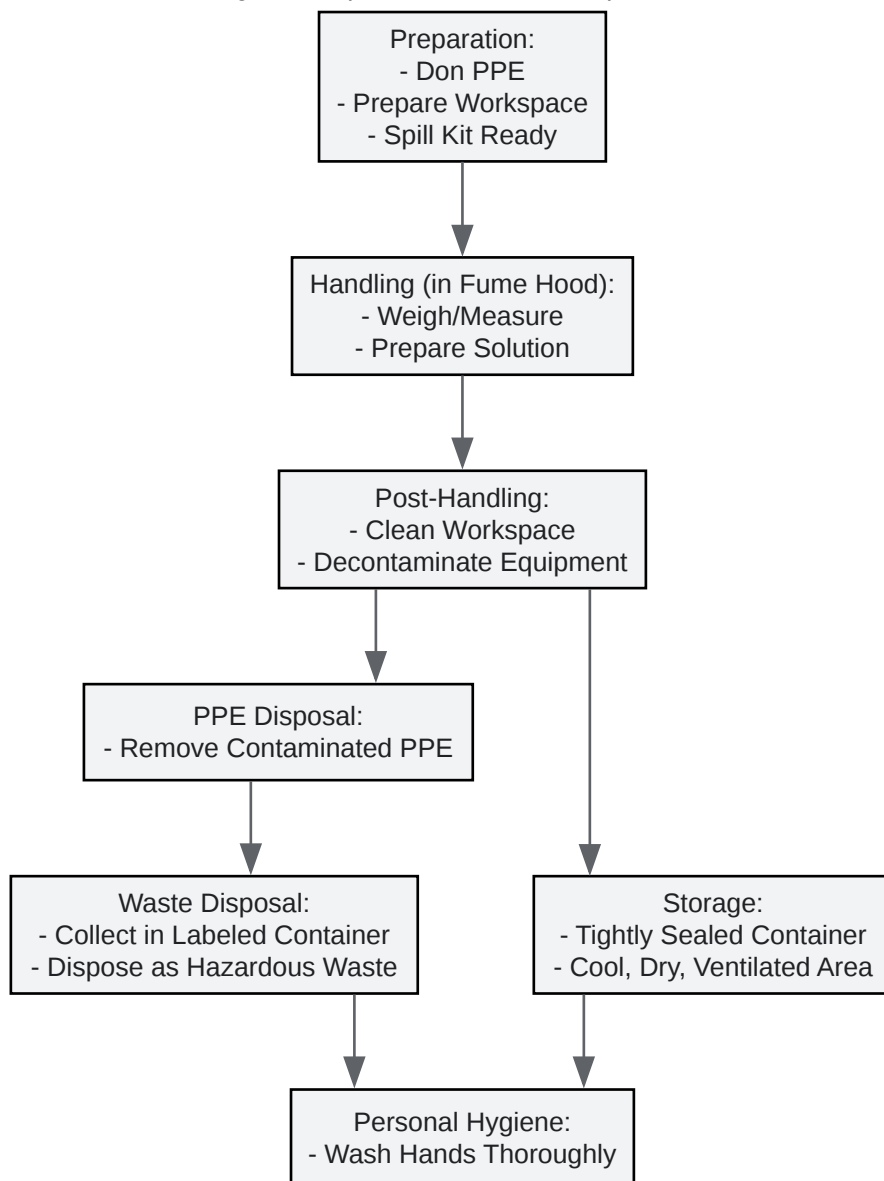 Preparation:
- Don PPE
- Prepare Workspace
- Spill Kit Ready
Handling (in Fume Hood):
- Weigh/Measure
- Prepare Solution
Post-Handling:
- Clean Workspace
- Decontaminate Equipment
PPE Disposal:
- Remove Contaminated PPE
Waste Disposal:
- Collect in Labeled Container
- Dispose as Hazardous Waste
Storage:
- Tightly Sealed Container
- Cool, Dry, Ventilated Area
Personal Hygiene:
- Wash Hands Thoroughly